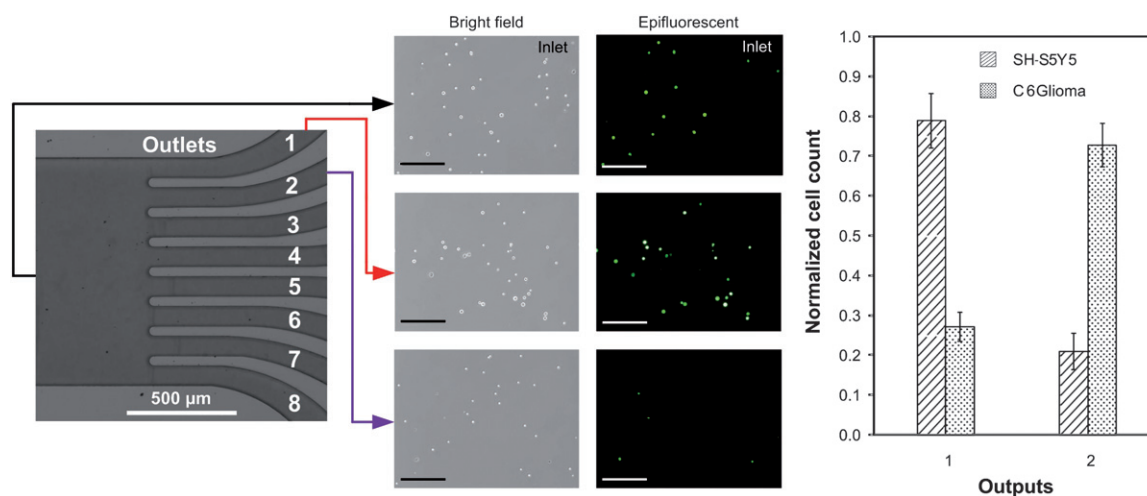 Outlets
1
2
3
4
5
6
7
8
500 µm
Bright field
Epifluorescent
Inlet
Inlet
Normalized cell count
1.0
0.9
0.8
0.7
0.6
0.5
0.4
0.3
0.2
0.1
0.0
SH-S5Y5
C6Glioma
1
2
Outputs